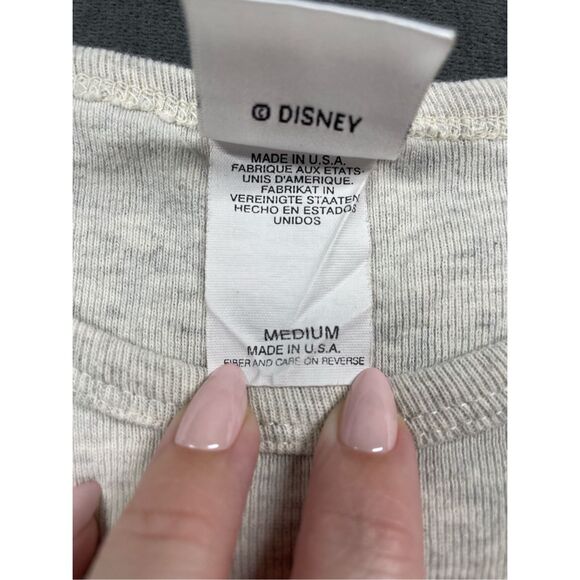 © DISNEY
MADE IN U.S.A.
FABRIQUE AUX ETATS-
UNIS D'AMERIQUE.
FABRIKAT IN
VEREINIGTE STAATEN
HECHO EN ESTADOS
UNIDOS
MEDIUM
MADE IN U.S.A.
FIBER AND CARE ON REVERSE